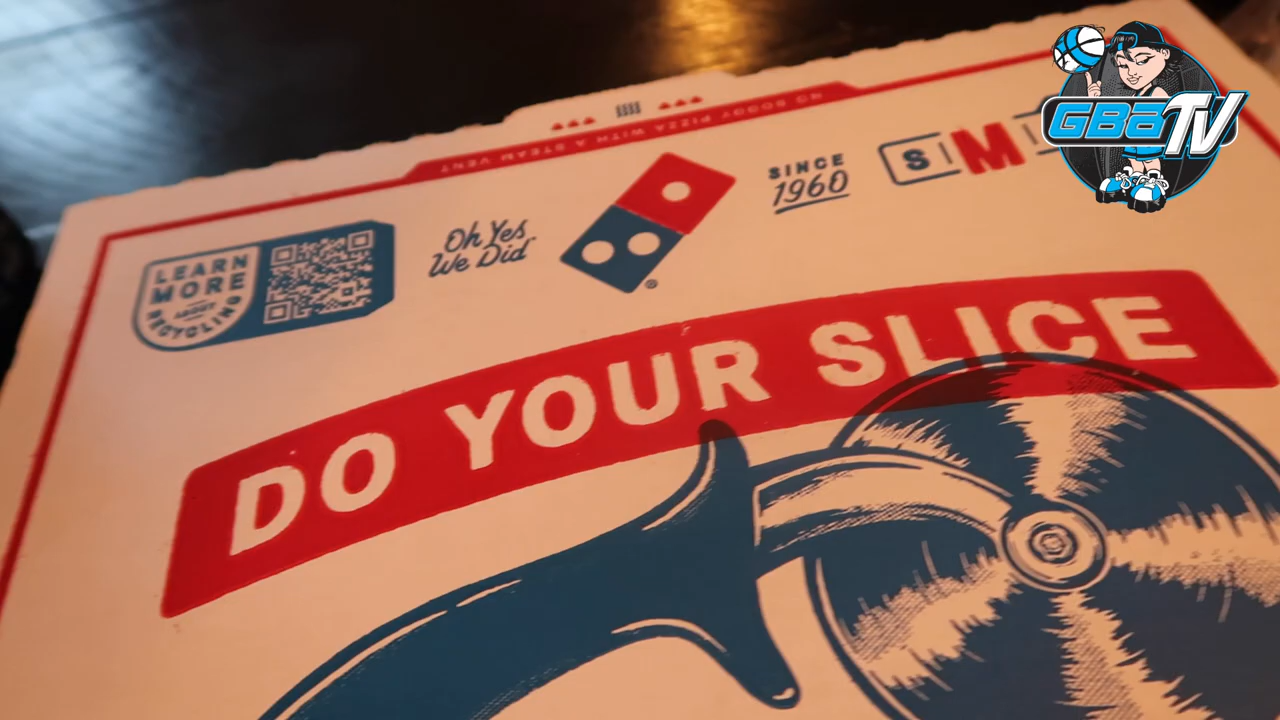 GBaTV
NO SOGGY PIZZA WITH A STEAM VENT
SINCE
1960
S M
Oh Yes
We Did
®
LEARN
MORE
ABOUT
RECYCLING
DO YOUR SLICE